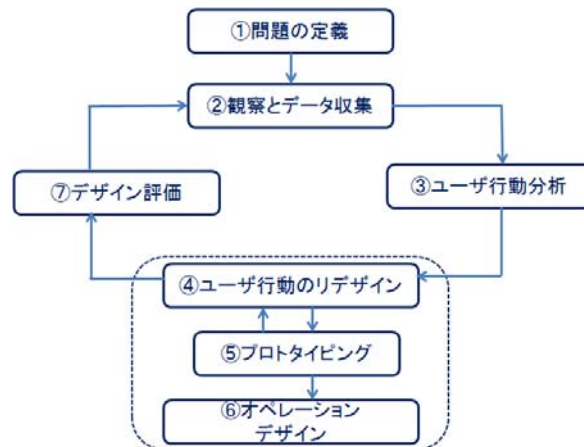 ①問題の定義
②観察とデータ収集
③ユーザ行動分析
⑦デザイン評価
④ユーザ行動のリデザイン
⑤プロトタイピング
⑥オペレーション
デザイン